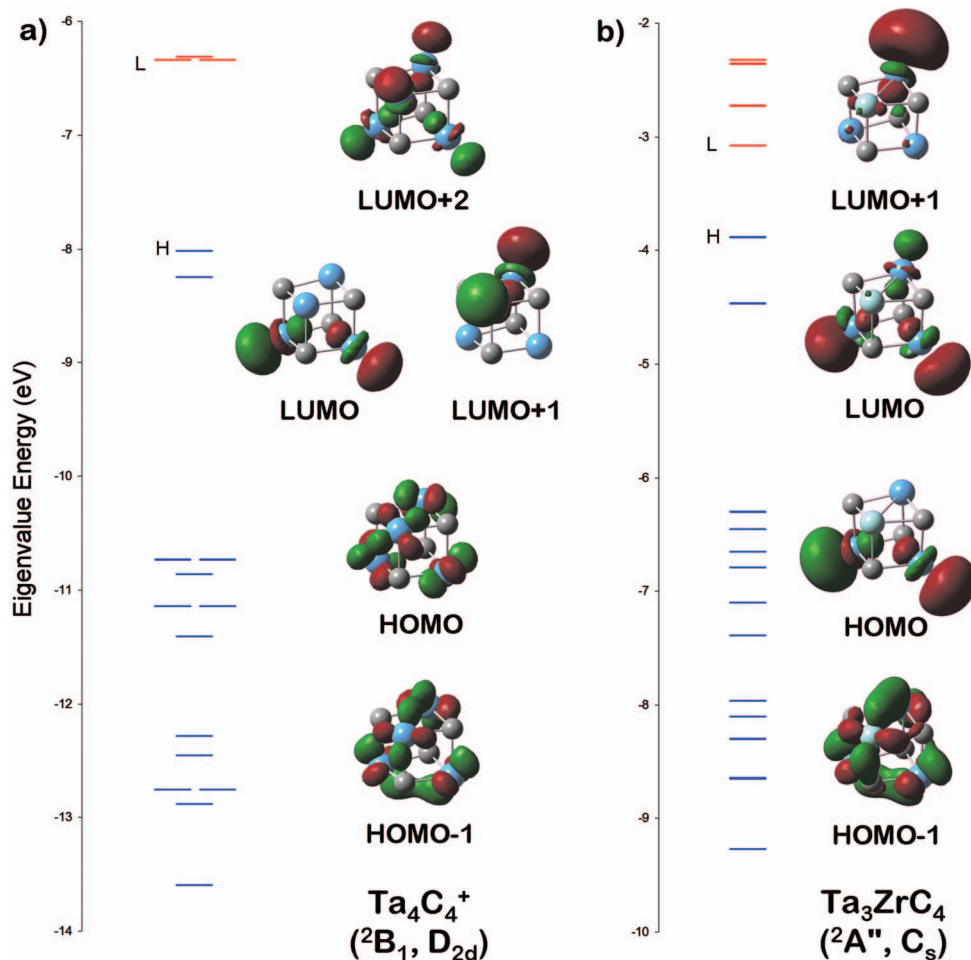 a)
Eigenvalue Energy (eV)
-6
-7
-8
-9
-10
-11
-12
-13
-14
L
H
LUMO+2
LUMO
LUMO+1
HOMO
HOMO-1
Ta₄C₄⁺
(²B₁, D₂d)
b)
-2
-3
-4
-5
-6
-7
-8
-9
-10
L
H
LUMO+1
LUMO
HOMO
HOMO-1
Ta₃ZrC₄
(²A", Cₛ)